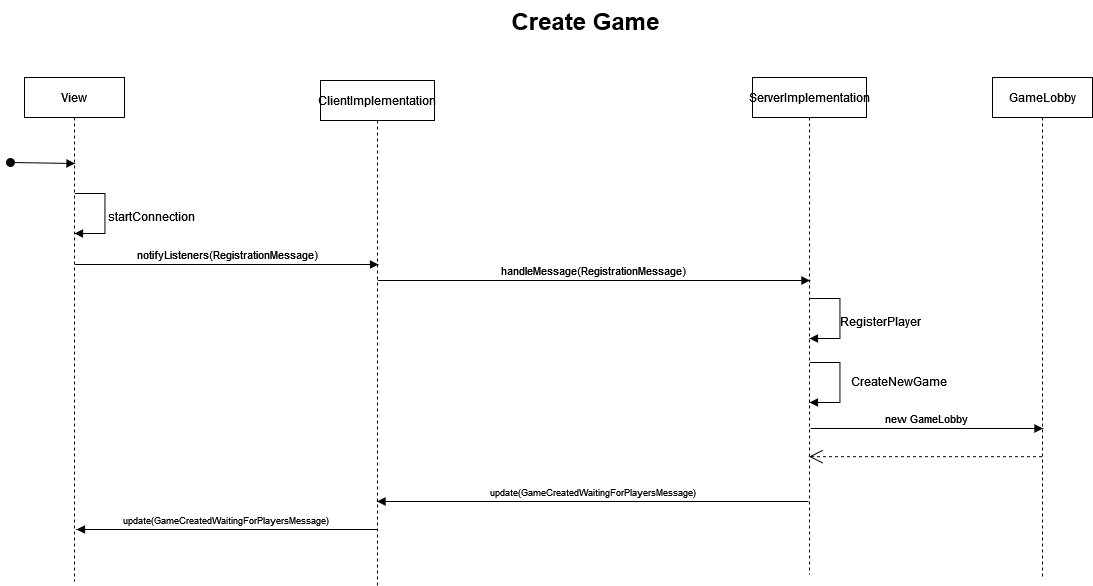 Create Game
View
ClientImplementation
ServerImplementation
GameLobby
startConnection
notifyListeners(RegistrationMessage)
handleMessage(RegistrationMessage)
RegisterPlayer
CreateNewGame
new GameLobby
update(GameCreatedWaitingForPlayersMessage)
update(GameCreatedWaitingForPlayersMessage)